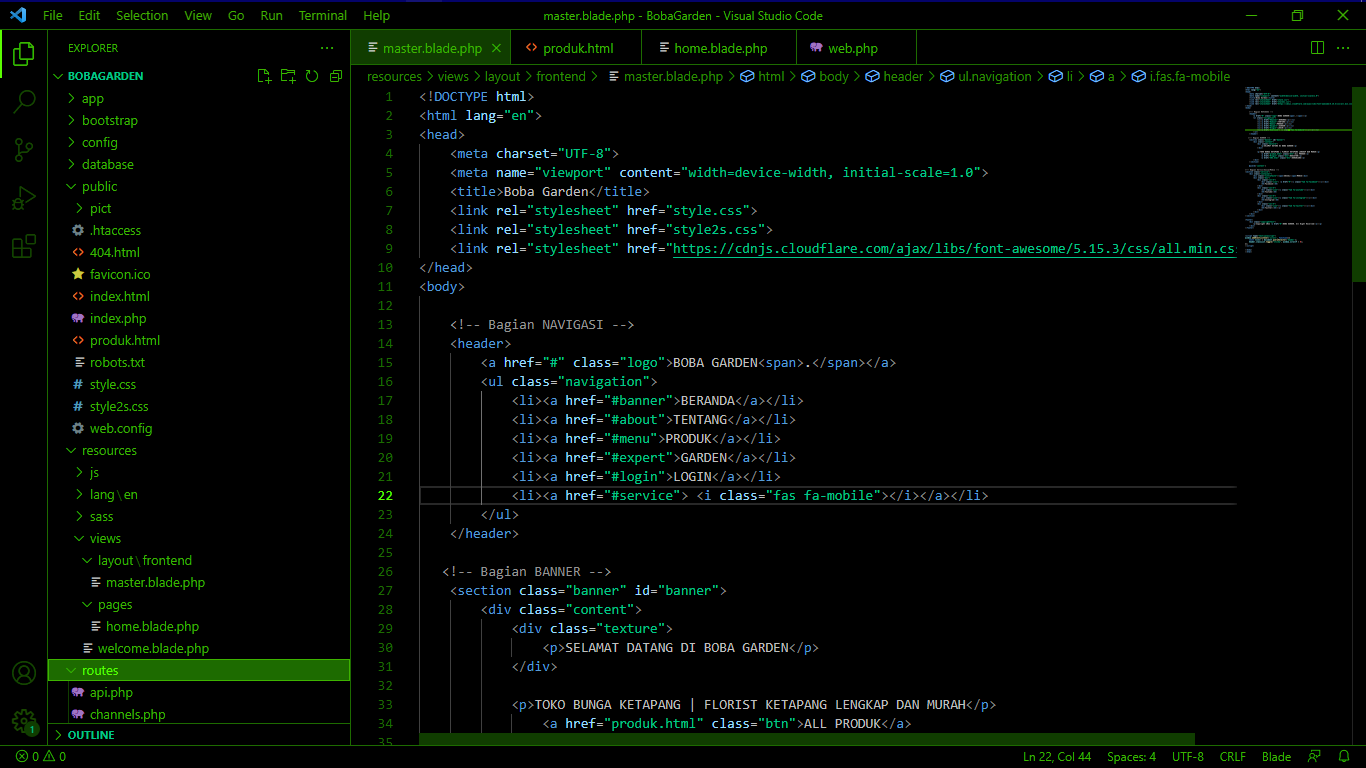 File Edit Selection View Go Run Terminal Help master.blade.php - BobaGarden - Visual Studio Code
EXPLORER
BOBAGARDEN
app
bootstrap
config
database
public
pict
.htaccess
404.html
favicon.ico
index.html
index.php
produk.html
robots.txt
style.css
style2s.css
web.config
resources
js
lang\en
sass
views
layout\frontend
master.blade.php
pages
home.blade.php
welcome.blade.php
routes
api.php
channels.php
OUTLINE
master.blade.php produk.html home.blade.php web.php
resources > views > layout > frontend > master.blade.php > html > body > header > ul.navigation > li > a > i.fas.fa-mobile
1 <!DOCTYPE html>
2 <html lang="en">
3 <head>
4 <meta charset="UTF-8">
5 <meta name="viewport" content="width=device-width, initial-scale=1.0">
6 <title>Boba Garden</title>
7 <link rel="stylesheet" href="style.css">
8 <link rel="stylesheet" href="style2s.css">
9 <link rel="stylesheet" href="https://cdnjs.cloudflare.com/ajax/libs/font-awesome/5.15.3/css/all.min.cs
10 </head>
11 <body>
12
13 <!-- Bagian NAVIGASI -->
14 <header>
15 <a href="#" class="logo">BOBA GARDEN<span>.</span></a>
16 <ul class="navigation">
17 <li><a href="#banner">BERANDA</a></li>
18 <li><a href="#about">TENTANG</a></li>
19 <li><a href="#menu">PRODUK</a></li>
20 <li><a href="#expert">GARDEN</a></li>
21 <li><a href="#login">LOGIN</a></li>
22 <li><a href="#service"> <i class="fas fa-mobile"></i></a></li>
23 </ul>
24 </header>
25
26 <!-- Bagian BANNER -->
27 <section class="banner" id="banner">
28 <div class="content">
29 <div class="texture">
30 <p>SELAMAT DATANG DI BOBA GARDEN</p>
31 </div>
32
33 <p>TOKO BUNGA KETAPANG | FLORIST KETAPANG LENGKAP DAN MURAH</p>
34 <a href="produk.html" class="btn">ALL PRODUK</a>
35
0 0 Ln 22, Col 44 Spaces: 4 UTF-8 CRLF Blade
1